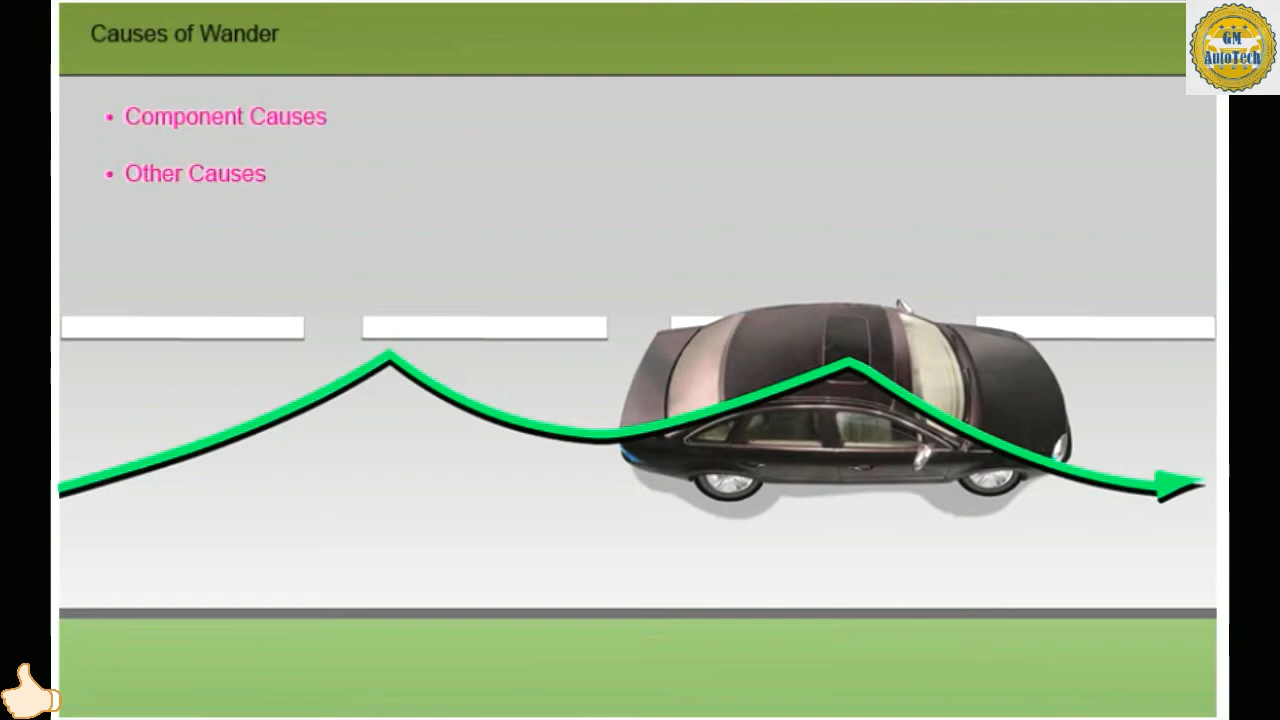 Causes of Wander
GM
AutoTech
• Component Causes
• Other Causes